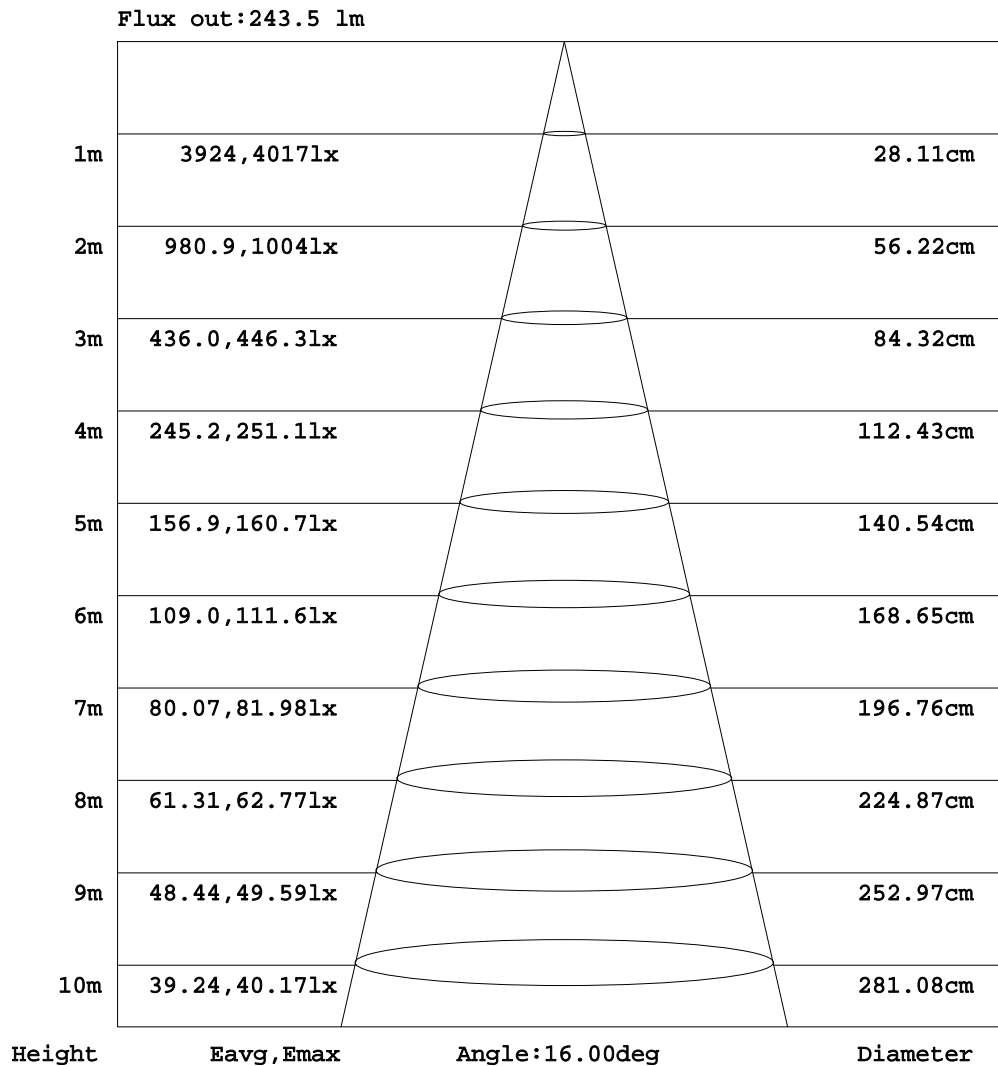 Flux out:243.5 lm
1m 3924,4017lx 28.11cm
2m 980.9,1004lx 56.22cm
3m 436.0,446.3lx 84.32cm
4m 245.2,251.1lx 112.43cm
5m 156.9,160.7lx 140.54cm
6m 109.0,111.6lx 168.65cm
7m 80.07,81.98lx 196.76cm
8m 61.31,62.77lx 224.87cm
9m 48.44,49.59lx 252.97cm
10m 39.24,40.17lx 281.08cm
Height Eavg,Emax Angle:16.00deg Diameter